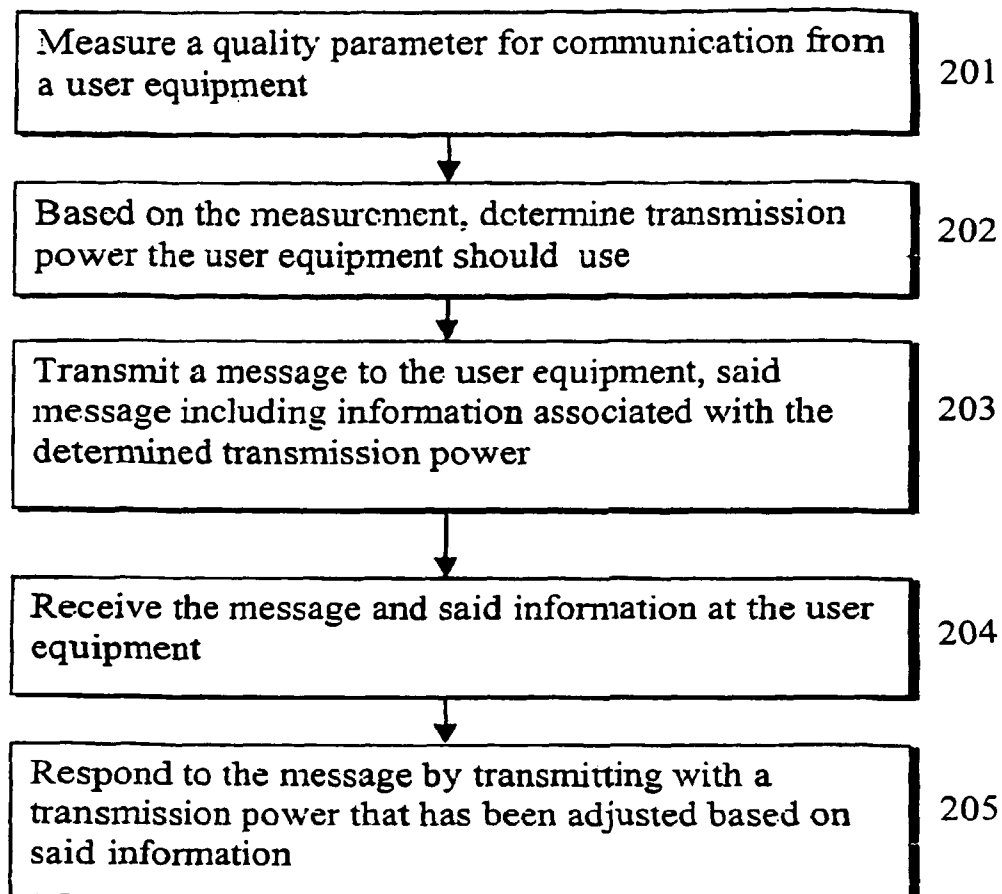 Measure a quality parameter for communication from
a user equipment
201
Based on the measurement, determine transmission
power the user equipment should use
202
Transmit a message to the user equipment, said
message including information associated with the
determined transmission power
203
Receive the message and said information at the user
equipment
204
Respond to the message by transmitting with a
transmission power that has been adjusted based on
said information
205